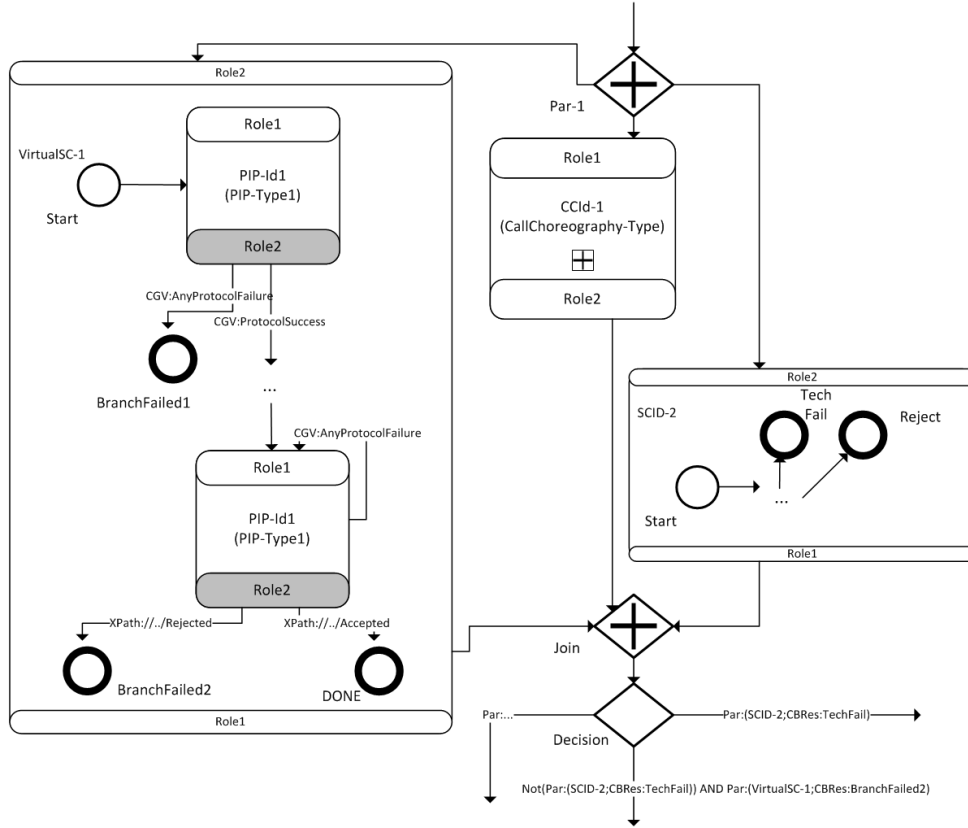 Role2
Par-1
VirtualSC-1
Start
Role1
PIP-Id1
(PIP-Type1)
Role2
CGV:AnyProtocolFailure
CGV:ProtocolSuccess
BranchFailed1
...
CGV:AnyProtocolFailure
Role1
PIP-Id1
(PIP-Type1)
Role2
XPath://../Rejected
XPath://../Accepted
BranchFailed2
DONE
Role1
Role1
CCId-1
(CallChoreography-Type)
Role2
Role2
SCID-2
Tech
Fail
Reject
Start
...
Role1
Join
Decision
Par:...
Par:(SCID-2;CBRes:TechFail)
Not(Par:(SCID-2;CBRes:TechFail)) AND Par:(VirtualSC-1;CBRes:BranchFailed2)